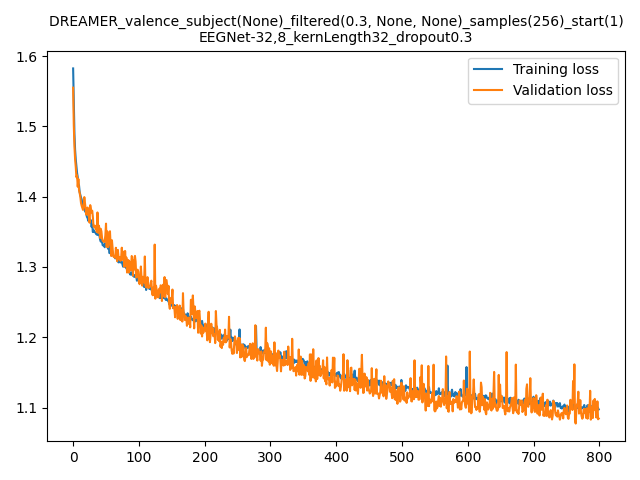 DREAMER_valence_subject(None)_filtered(0.3, None, None)_samples(256)_start(1)
EEGNet-32,8_kernLength32_dropout0.3
Training loss
Validation loss
1.6
1.5
1.4
1.3
1.2
1.1
0 100 200 300 400 500 600 700 800